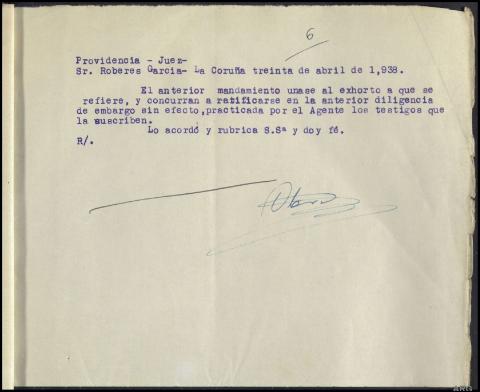 6
Providencia - Juez-
Sr. Roberes García- La Coruña treinta de abril de 1,938.
El anterior mandamiento unase al exhorto a que se
refiere, y concurran a ratificarse en la anterior diligencia
de embargo sin efecto,practicada por el Agente los testigos que
la suscriben.
Lo acordó y rubrica S.Sª y doy fé.
R/.